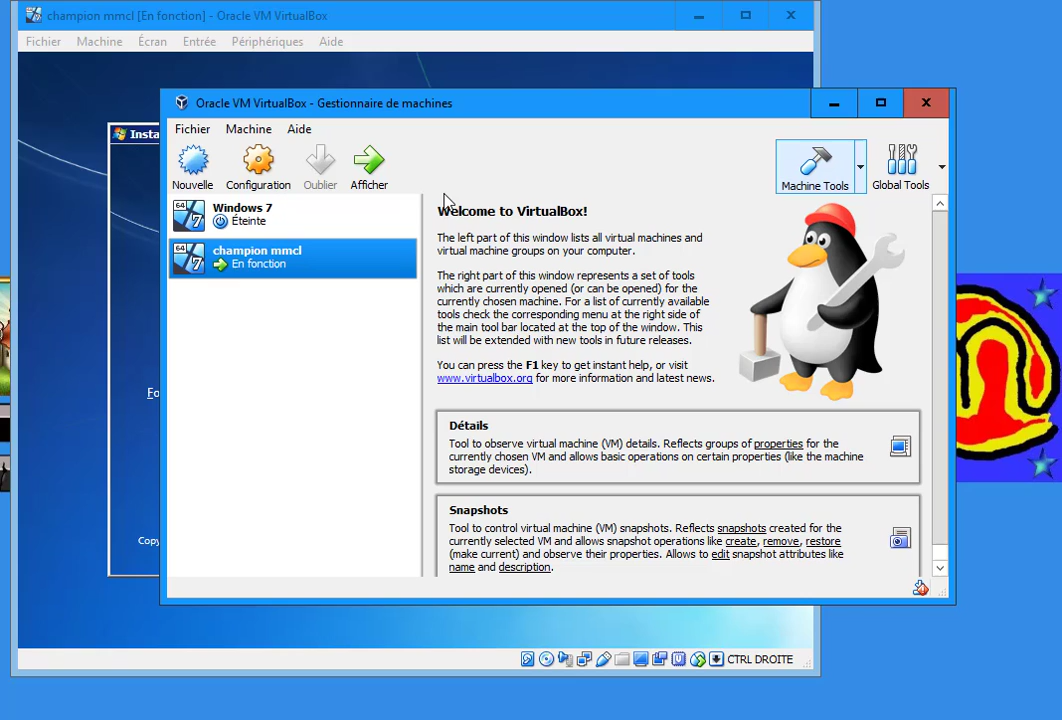 champion mmcl [En fonction] - Oracle VM VirtualBox
Fichier Machine Écran Entrée Périphériques Aide
Insta
Copy
Oracle VM VirtualBox - Gestionnaire de machines
Fichier Machine Aide
Nouvelle Configuration Oublier Afficher Machine Tools Global Tools
64
7
Windows 7
Éteinte
64
7
champion mmcl
En fonction
Welcome to VirtualBox!
The left part of this window lists all virtual machines and
virtual machine groups on your computer.
The right part of this window represents a set of tools
which are currently opened (or can be opened) for the
currently chosen machine. For a list of currently available
tools check the corresponding menu at the right side of
the main tool bar located at the top of the window. This
list will be extended with new tools in future releases.
You can press the F1 key to get instant help, or visit
www.virtualbox.org for more information and latest news.
Détails
Tool to observe virtual machine (VM) details. Reflects groups of properties for the
currently chosen VM and allows basic operations on certain properties (like the machine
storage devices).
Snapshots
Tool to control virtual machine (VM) snapshots. Reflects snapshots created for the
currently selected VM and allows snapshot operations like create, remove, restore
(make current) and observe their properties. Allows to edit snapshot attributes like
name and description.
CTRL DROITE